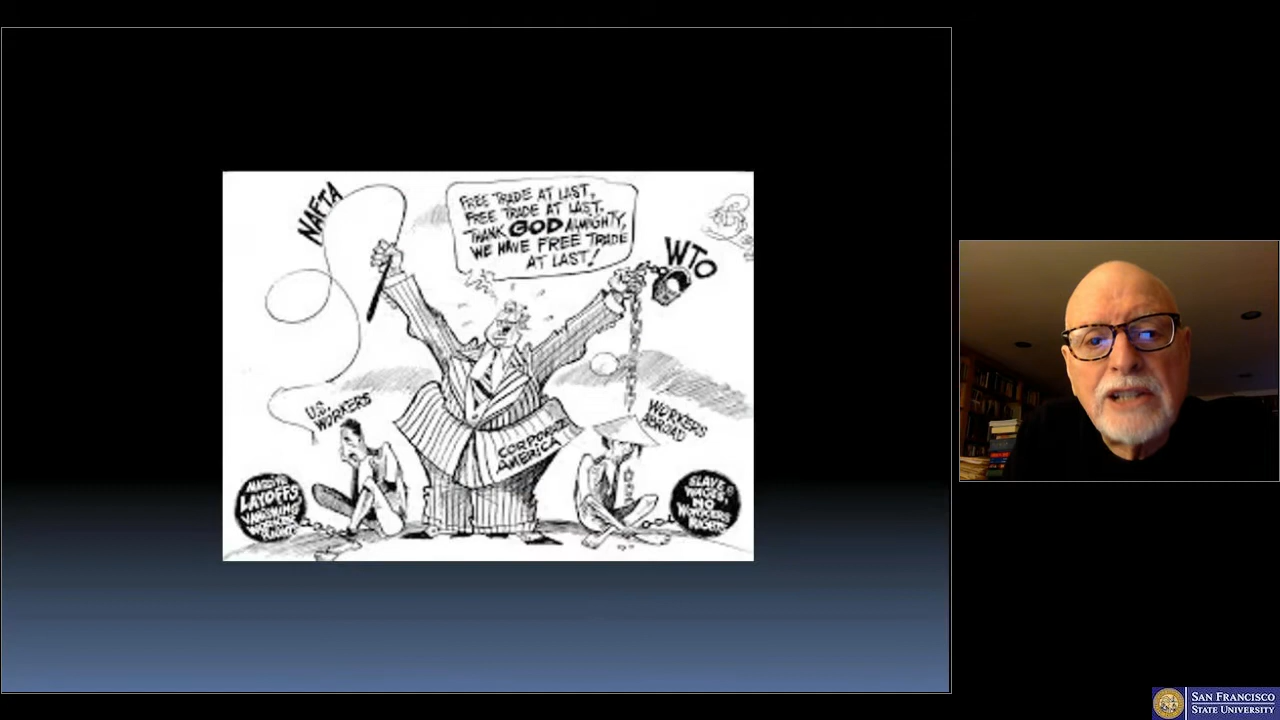 NAFTA
FREE TRADE AT LAST,
FREE TRADE AT LAST.
THANK GOD ALMIGHTY,
WE HAVE FREE TRADE
AT LAST!
WTO
U.S.
WORKERS
WORKERS
ABROAD
CORPORATE
AMERICA
MASSIVE
LAYOFFS
SLAVE
WAGES,
NO
WORKERS
RIGHTS
SAN FRANCISCO
STATE UNIVERSITY